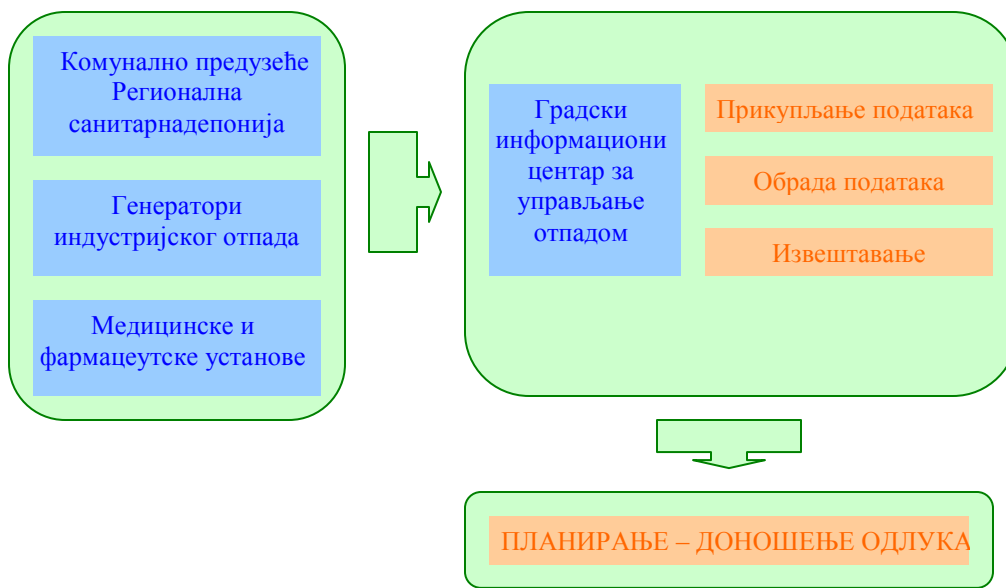 Комунално предузеће
Регионална
санитарнадепонија
Генератори
индустријског отпада
Медицинске и
фармацеутске установе
Градски
информациони
центар за
управљање
отпадом
Прикупљање података
Обрада података
Извештавање
ПЛАНИРАЊЕ – ДОНОШЕЊЕ ОДЛУКА